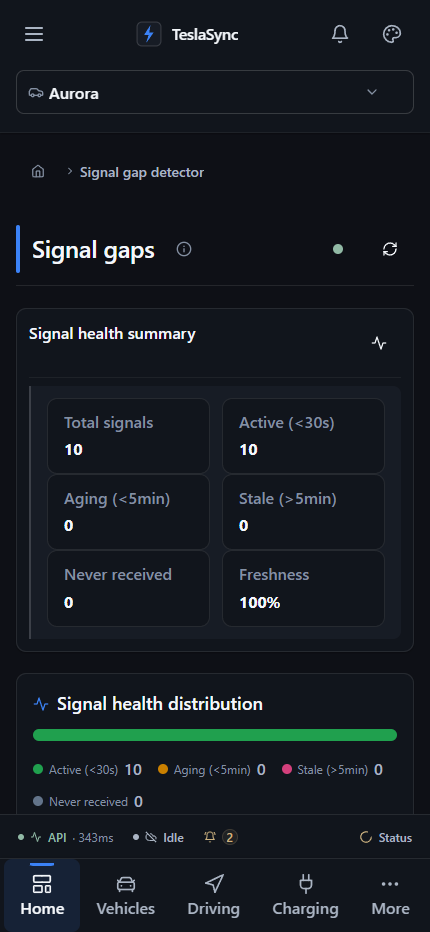 TeslaSync
Aurora
Signal gap detector
Signal gaps
Signal health summary
Total signals
10
Active (<30s)
10
Aging (<5min)
0
Stale (>5min)
0
Never received
0
Freshness
100%
Signal health distribution
Active (<30s) 10 Aging (<5min) 0 Stale (>5min) 0
Never received 0
API · 343ms Idle 2 Status
Home Vehicles Driving Charging More